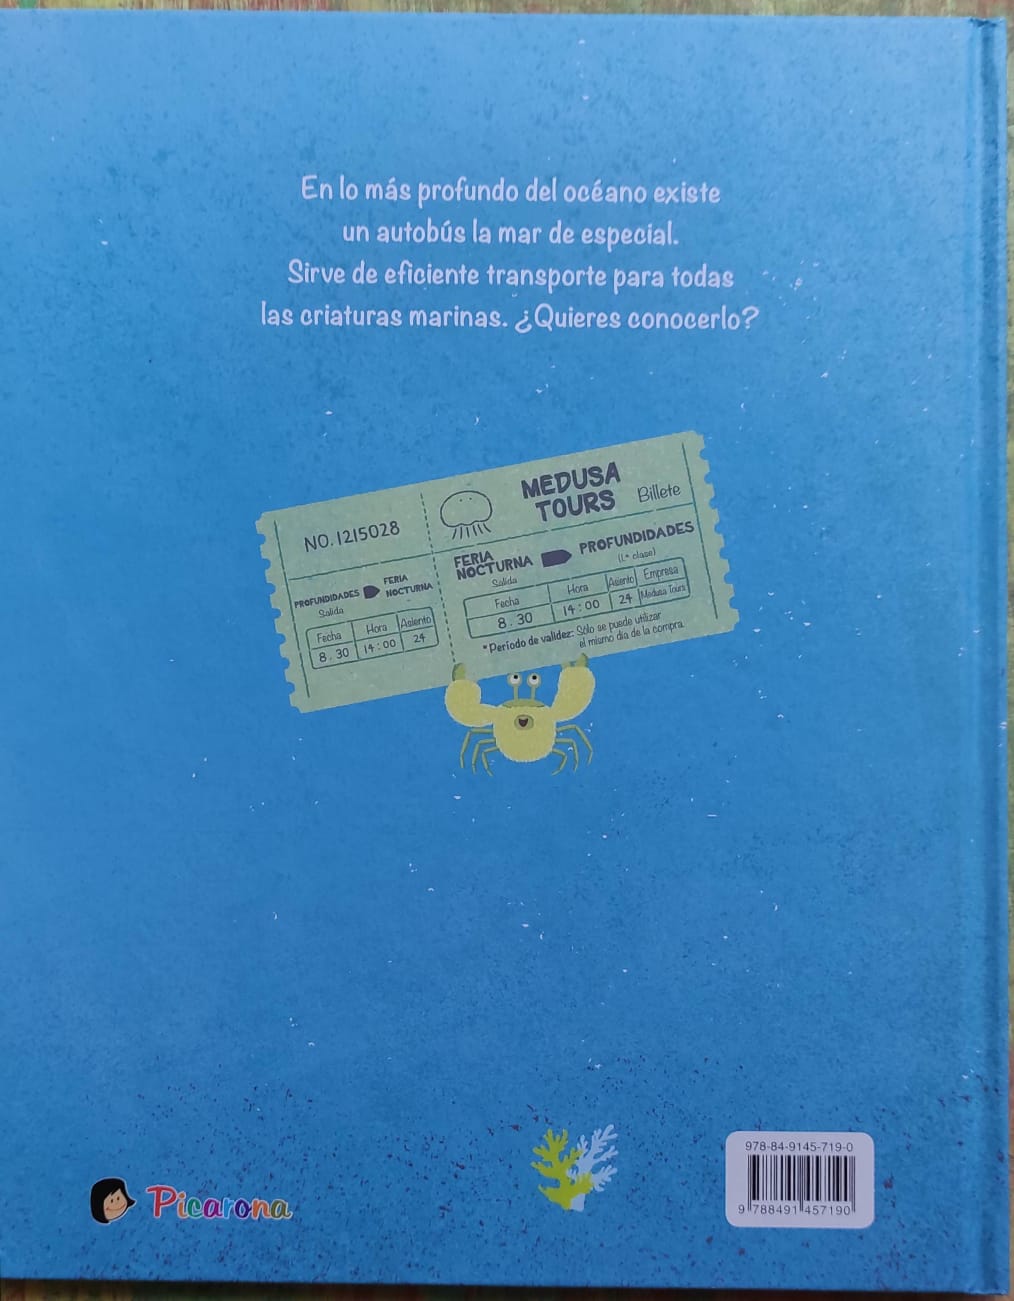 En lo más profundo del océano existe
un autobús la mar de especial.
Sirve de eficiente transporte para todas
las criaturas marinas. ¿Quieres conocerlo?
NO. 1215028
PROFUNDIDADES FERIA NOCTURNA
Salida
Fecha Hora Asiento
8.30 14:00 24
MEDUSA
TOURS
Billete
FERIA
NOCTURNA
PROFUNDIDADES
Salida
(1.ª clase)
Fecha Hora Asiento Empresa
8.30 14:00 24 Medusa Tours
*Período de validez: Sólo se puede utilizar
el mismo día de la compra.
Picarona
978-84-9145-719-0
9 788491 457190